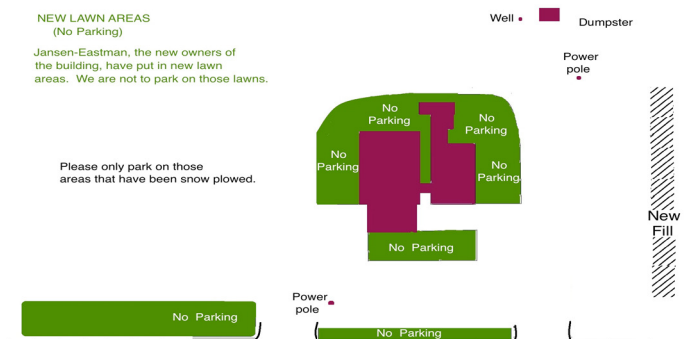 NEW LAWN AREAS
(No Parking)
Jansen-Eastman, the new owners of
the building, have put in new lawn
areas. We are not to park on those lawns.
Well
Dumpster
Power
pole
No
Parking
No
Parking
No
Parking
No
Parking
Please only park on those
areas that have been snow plowed.
New
Fill
No Parking
Power
pole
No Parking
No Parking